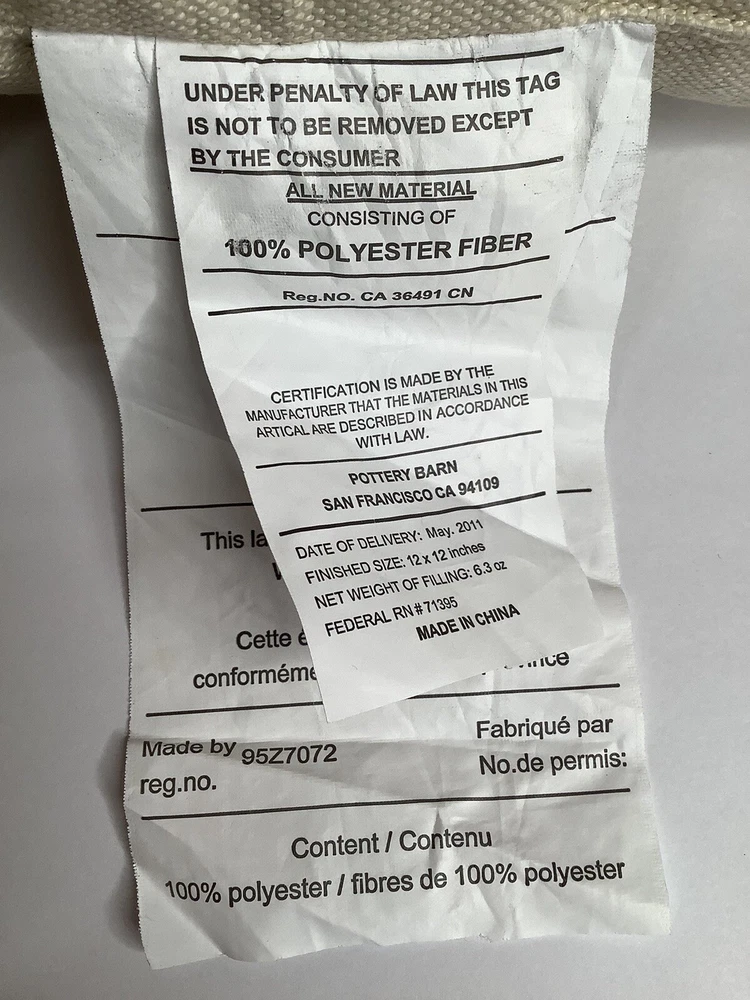 UNDER PENALTY OF LAW THIS TAG
IS NOT TO BE REMOVED EXCEPT
BY THE CONSUMER
ALL NEW MATERIAL
CONSISTING OF
100% POLYESTER FIBER
Reg.NO. CA 36491 CN
CERTIFICATION IS MADE BY THE
MANUFACTURER THAT THE MATERIALS IN THIS
ARTICAL ARE DESCRIBED IN ACCORDANCE
WITH LAW.
POTTERY BARN
SAN FRANCISCO CA 94109
DATE OF DELIVERY: May. 2011
FINISHED SIZE: 12 x 12 inches
NET WEIGHT OF FILLING: 6.3 oz
FEDERAL RN # 71395
MADE IN CHINA
This la
Cette é
conforméme
Made by 95Z7072
reg.no.
Fabriqué par
No.de permis:
Content / Contenu
100% polyester / fibres de 100% polyester